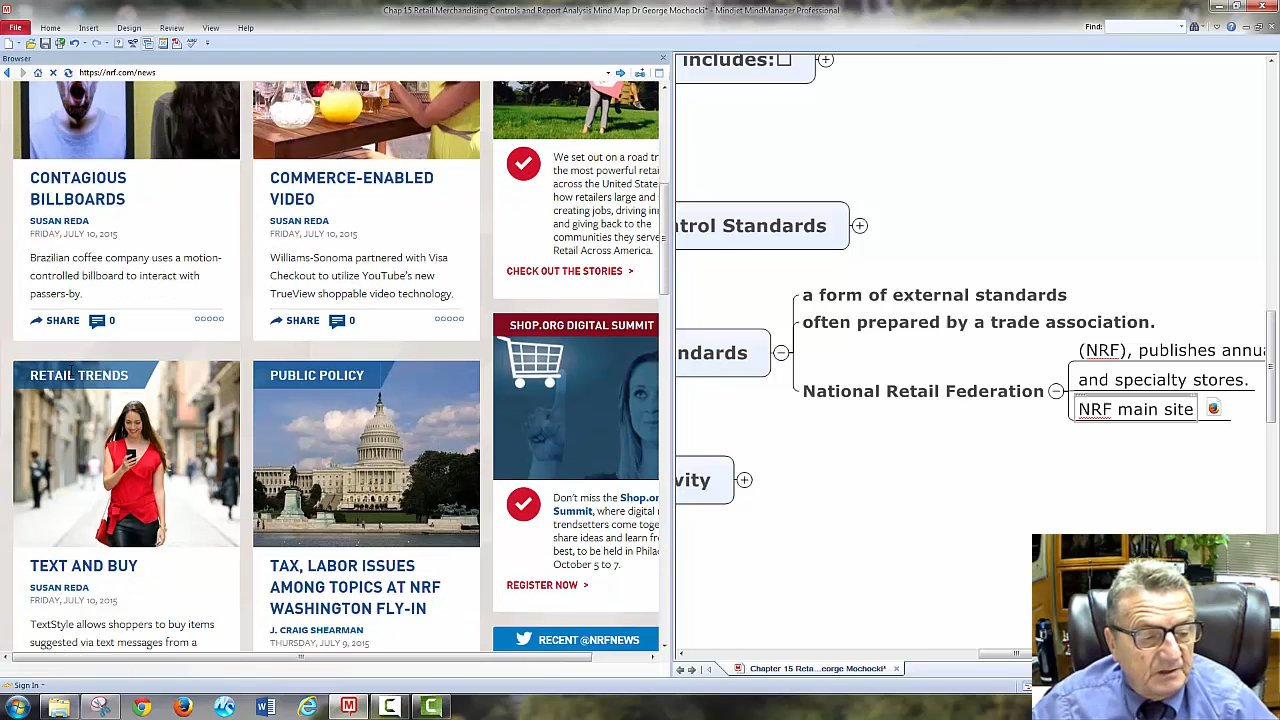 Chap 15 Retail Merchandising Controls and Report Analysis Mind Map Dr George Mochocki* - Mindjet MindManager Professional
File Home Insert Design Review View Help
Find:
Browser
https://nrf.com/news
CONTAGIOUS
BILLBOARDS
SUSAN REDA
FRIDAY, JULY 10, 2015
Brazilian coffee company uses a motion-
controlled billboard to interact with
passers-by.
SHARE 0
COMMERCE-ENABLED
VIDEO
SUSAN REDA
FRIDAY, JULY 10, 2015
Williams-Sonoma partnered with Visa
Checkout to utilize YouTube's new
TrueView shoppable video technology.
SHARE 0
We set out on a road tr
the most powerful retai
across the United State
how retailers large and
creating jobs, driving inn
and giving back to the
communities they serve
Retail Across America.
CHECK OUT THE STORIES >
RETAIL TRENDS
TEXT AND BUY
SUSAN REDA
FRIDAY, JULY 10, 2015
TextStyle allows shoppers to buy items
suggested via text messages from a
PUBLIC POLICY
TAX, LABOR ISSUES
AMONG TOPICS AT NRF
WASHINGTON FLY-IN
J. CRAIG SHEARMAN
THURSDAY, JULY 9, 2015
SHOP.ORG DIGITAL SUMMIT
Don't miss the Shop.or
Summit, where digital r
trendsetters come toge
share ideas and learn fr
best, to be held in Phila
October 5 to 7.
REGISTER NOW >
RECENT @NRFNEWS
includes:
ntrol Standards
ndards
a form of external standards
often prepared by a trade association.
National Retail Federation
(NRF), publishes annua
and specialty stores.
NRF main site
vity
Chapter 15 Reta...eorge Mochocki*
Sign In